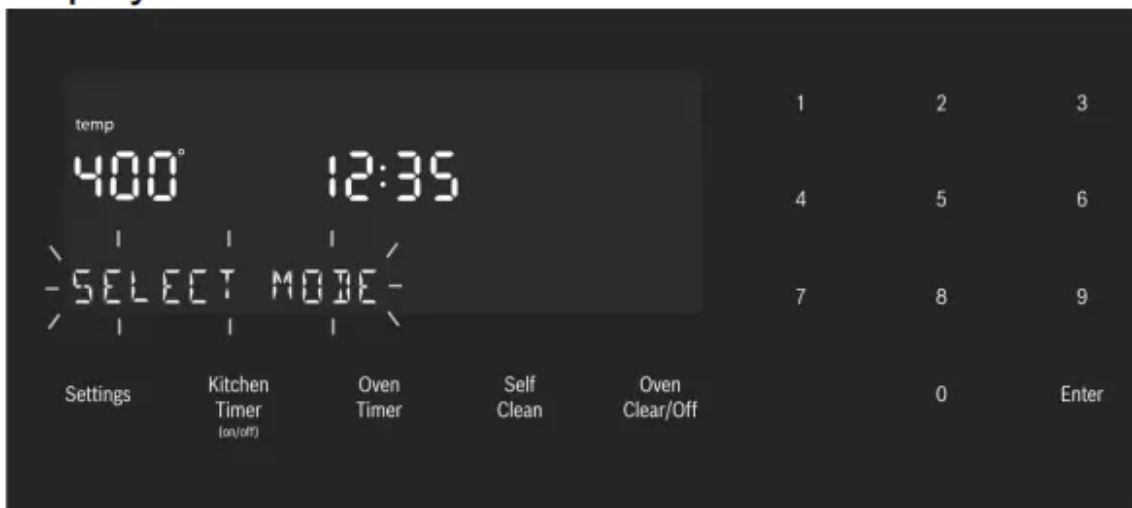 temp
400° 12:35
SELECT MODE
1 2 3
4 5 6
7 8 9
0 Enter
Settings
Kitchen Timer
(on/off)
Oven Timer
Self Clean
Oven Clear/Off